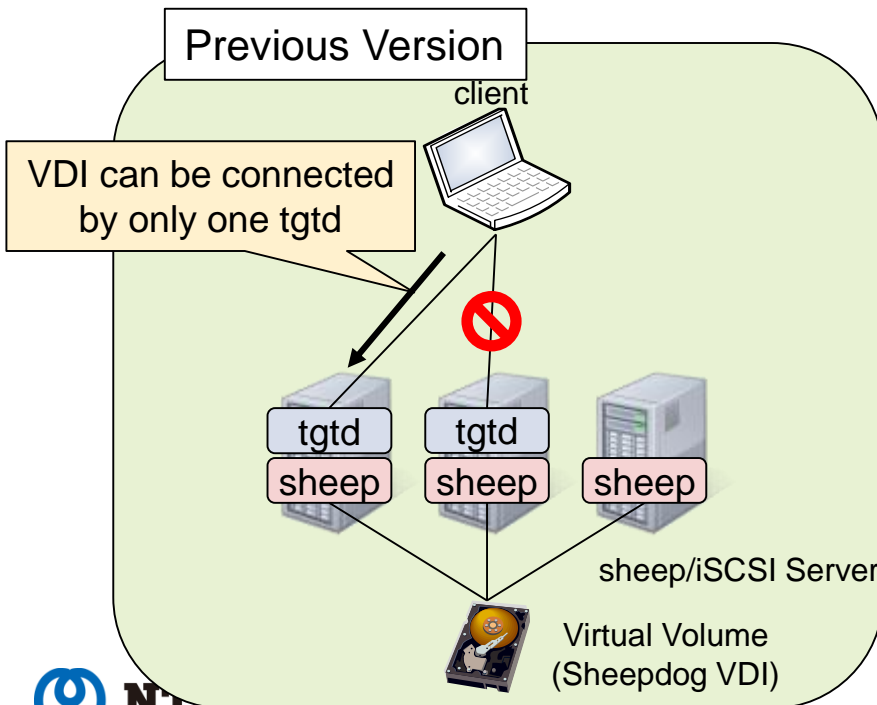 Previous Version
client
VDI can be connected
by only one tgtd
tgtd
tgtd
sheep
sheep
sheep
sheep/iSCSI Server
Virtual Volume
(Sheepdog VDI)